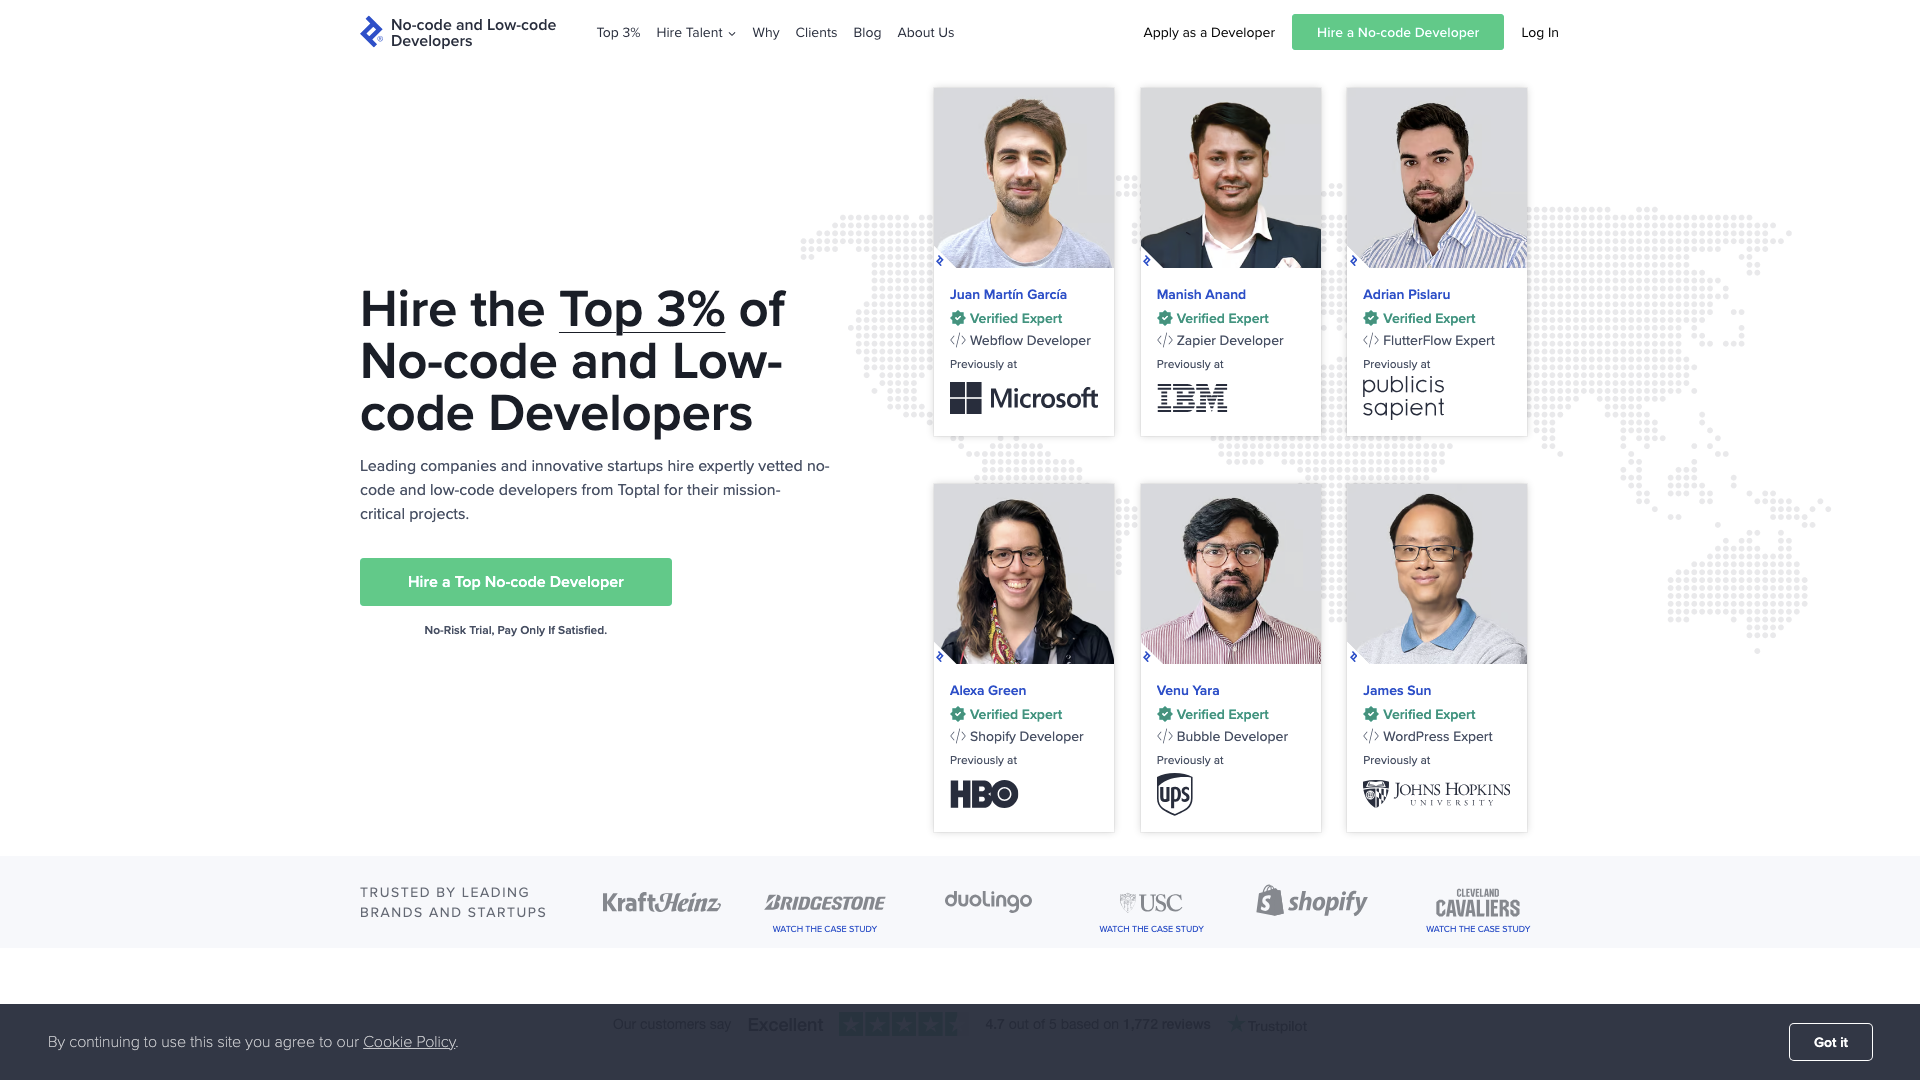 No-code and Low-code
Developers
Top 3%
Hire Talent
Why
Clients
Blog
About Us
Apply as a Developer
Hire a No-code Developer
Log In
Hire the Top 3% of
No-code and Low-
code Developers
Leading companies and innovative startups hire expertly vetted no-
code and low-code developers from Toptal for their mission-
critical projects.
Hire a Top No-code Developer
No-Risk Trial, Pay Only If Satisfied.
Juan Martín García
Verified Expert
Webflow Developer
Previously at
Microsoft
Manish Anand
Verified Expert
Zapier Developer
Previously at
IBM
Adrian Pislaru
Verified Expert
FlutterFlow Expert
Previously at
publicis
sapient
Alexa Green
Verified Expert
Shopify Developer
Previously at
HBO
Venu Yara
Verified Expert
Bubble Developer
Previously at
ups
James Sun
Verified Expert
WordPress Expert
Previously at
JOHNS HOPKINS
UNIVERSITY
TRUSTED BY LEADING
BRANDS AND STARTUPS
KraftHeinz
BRIDGESTONE
WATCH THE CASE STUDY
duolingo
USC
WATCH THE CASE STUDY
shopify
CLEVELAND
CAVALIERS
WATCH THE CASE STUDY
Our customers say Excellent 4.7 out of 5 based on 1,772 reviews Trustpilot
By continuing to use this site you agree to our Cookie Policy.
Got it